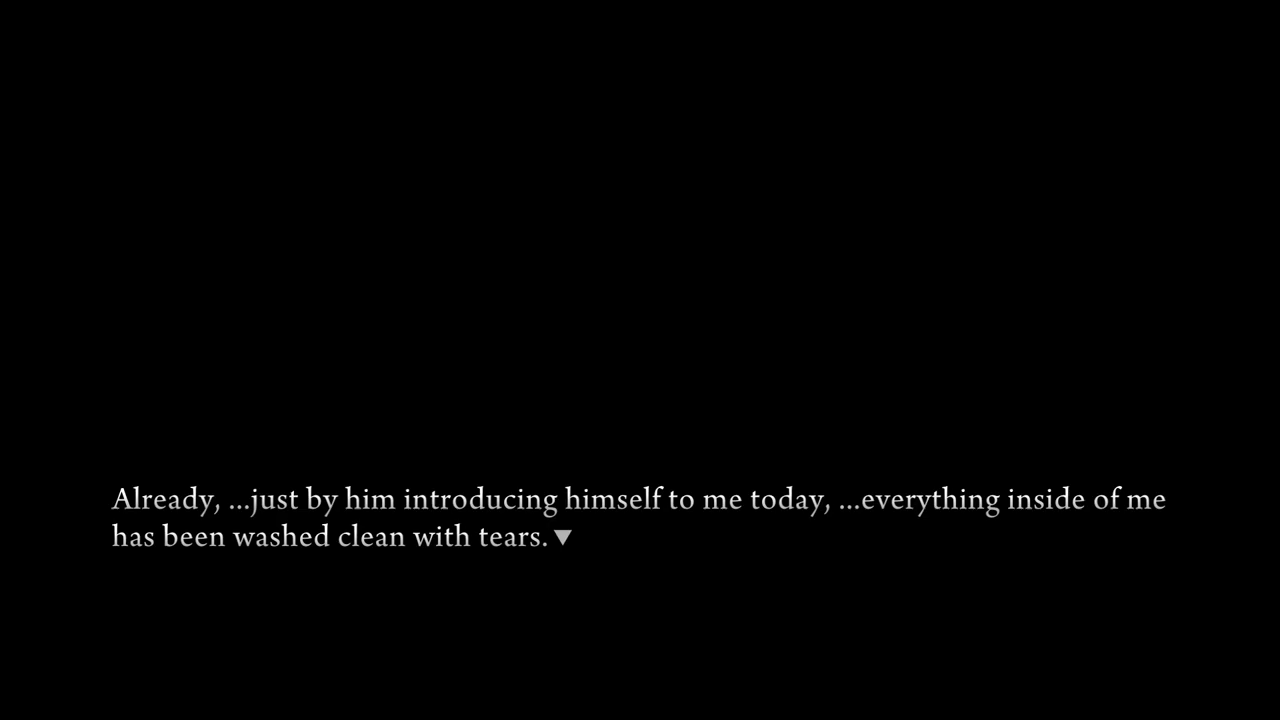 Already, ...just by him introducing himself to me today, ...everything inside of me
has been washed clean with tears.